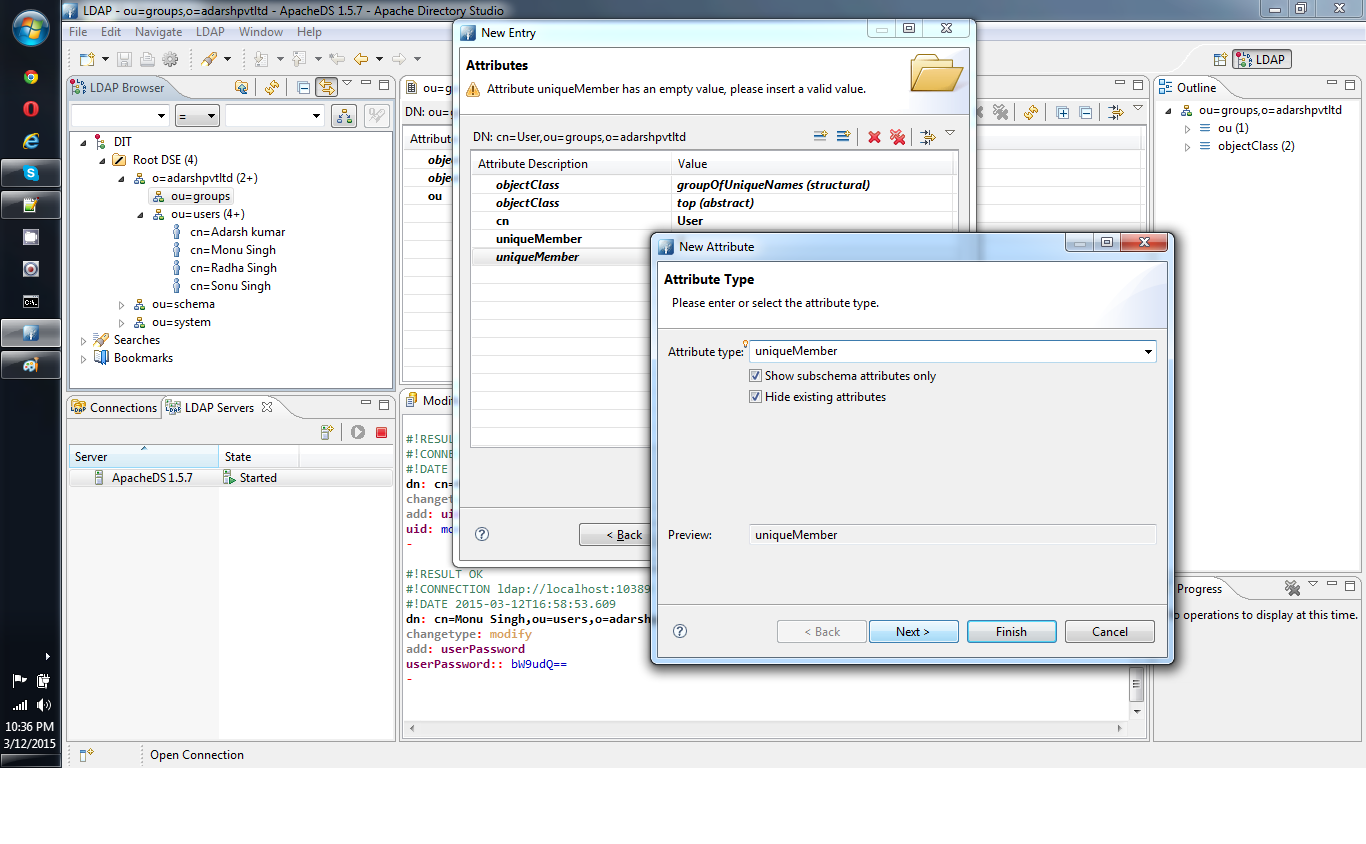 LDAP - ou=groups,o=adarshpvtltd - ApacheDS 1.5.7 - Apache Directory Studio
File Edit Navigate LDAP Window Help
LDAP
LDAP Browser
=
DIT
Root DSE (4)
o=adarshpvtltd (2+)
ou=groups
ou=users (4+)
cn=Adarsh kumar
cn=Monu Singh
cn=Radha Singh
cn=Sonu Singh
ou=schema
ou=system
Searches
Bookmarks
Connections LDAP Servers
Server State
ApacheDS 1.5.7 Started
ou=g
DN: ou=
Attribut
obje
obje
ou
New Entry
Attributes
Attribute uniqueMember has an empty value, please insert a valid value.
DN: cn=User,ou=groups,o=adarshpvtltd
Attribute Description Value
objectClass groupOfUniqueNames (structural)
objectClass top (abstract)
cn User
uniqueMember
uniqueMember
< Back
New Attribute
Attribute Type
Please enter or select the attribute type.
Attribute type: uniqueMember
Show subschema attributes only
Hide existing attributes
Preview: uniqueMember
< Back Next > Finish Cancel
Modi
#!RESUL
#!CONNE
#!DATE
dn: cn=
changet
add: ui
uid: mo
-
#!RESULT OK
#!CONNECTION ldap://localhost:10389
#!DATE 2015-03-12T16:58:53.609
dn: cn=Monu Singh,ou=users,o=adarsh
changetype: modify
add: userPassword
userPassword:: bW9udQ==
-
Outline
ou=groups,o=adarshpvtltd
ou (1)
objectClass (2)
Progress
o operations to display at this time.
Open Connection
C:\.
10:36 PM
3/12/2015